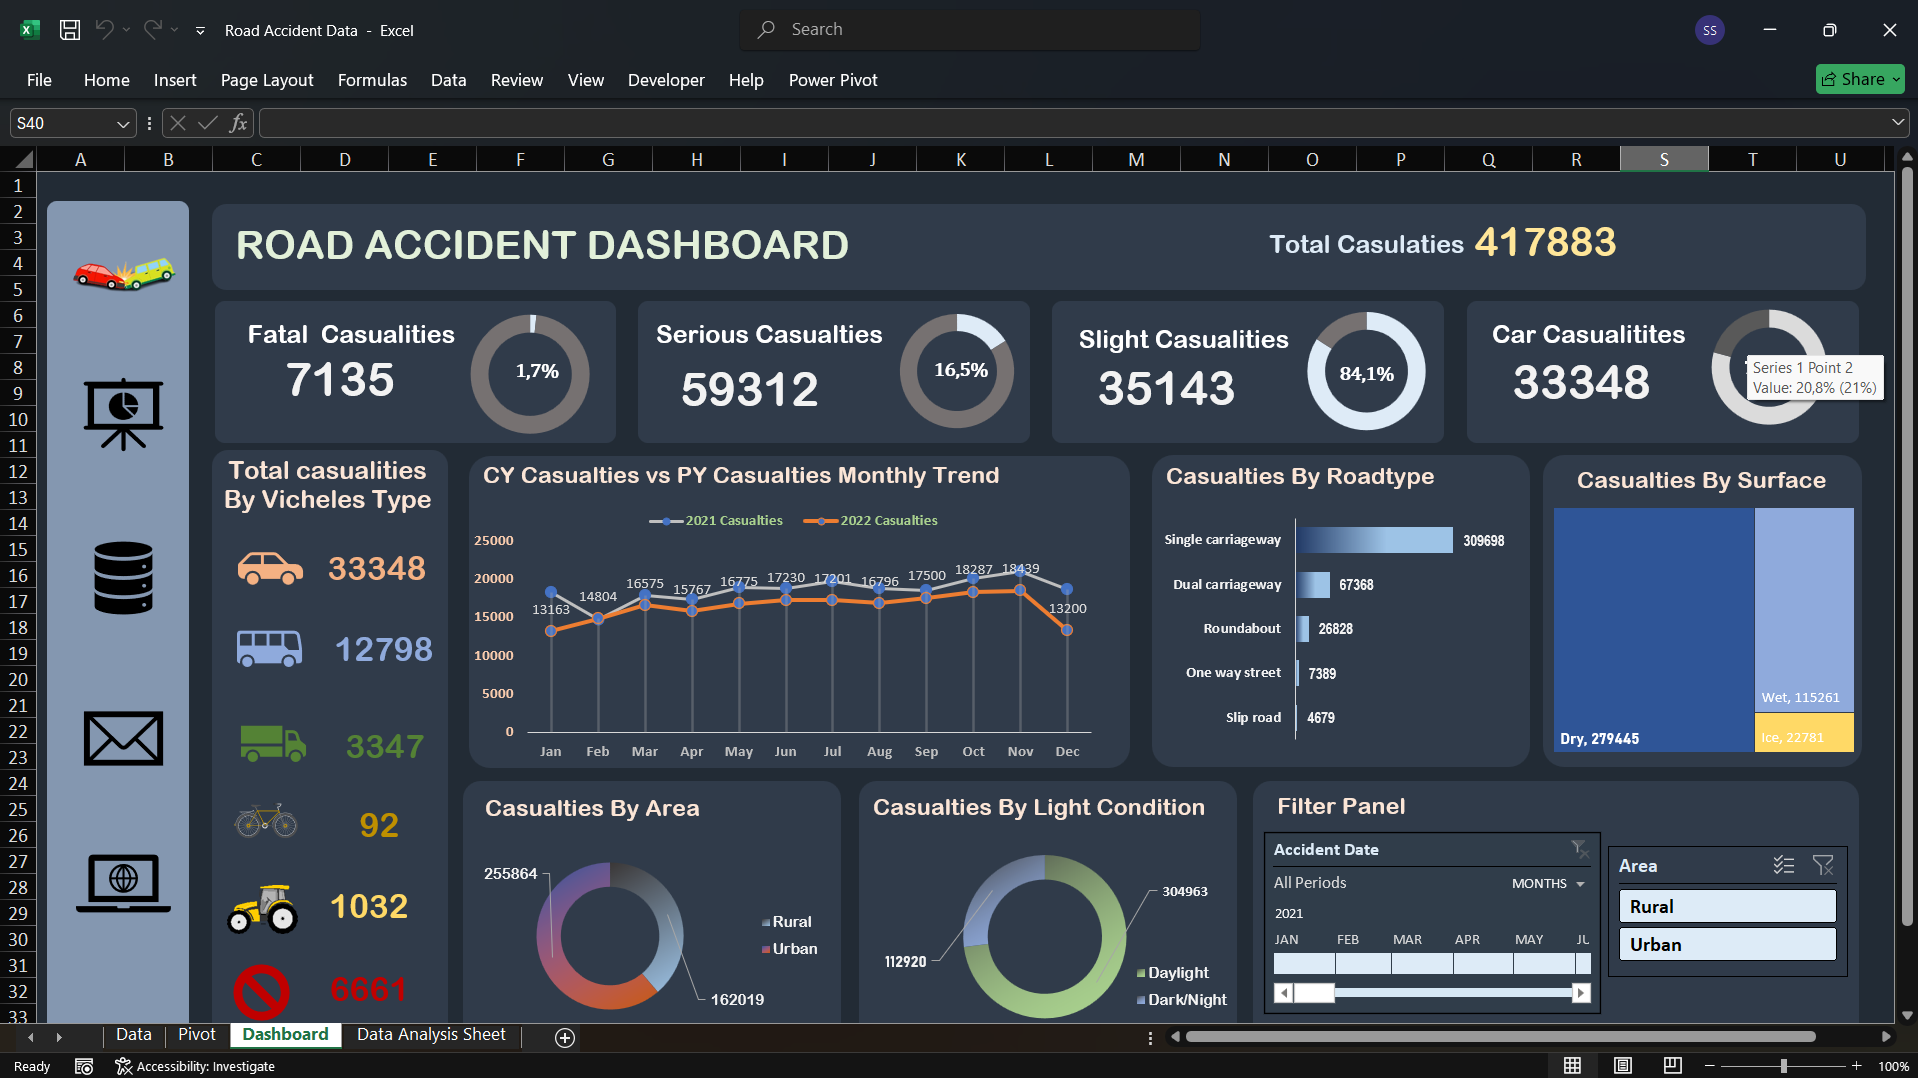 Road Accident Data - Excel
Search
SS
File Home Insert Page Layout Formulas Data Review View Developer Help Power Pivot
Share
S40
fx
A B C D E F G H I J K L M N O P Q R S T U
1
2
3
4
5
6
7
8
9
10
11
12
13
14
15
16
17
18
19
20
21
22
23
24
25
26
27
28
29
30
31
32
33
ROAD ACCIDENT DASHBOARD
Total Casulaties 417883
Fatal Casualities
7135
1,7%
Serious Casualties
59312
16,5%
Slight Casualities
35143
84,1%
Car Casualitites
33348
Series 1 Point 2
Value: 20,8% (21%)
Total casualities
By Vicheles Type
33348
12798
3347
92
1032
6661
CY Casualties vs PY Casualties Monthly Trend
2021 Casualties 2022 Casualties
25000
20000
15000
10000
5000
0
13163 14804 16575 15767 16775 17230 17201 16796 17500 18287 18439 13200
Jan Feb Mar Apr May Jun Jul Aug Sep Oct Nov Dec
Casualties By Roadtype
Single carriageway 309698
Dual carriageway 67368
Roundabout 26828
One way street 7389
Slip road 4679
Casualties By Surface
Wet, 115261
Dry, 279445
Ice, 22781
Casualties By Area
255864
Rural
Urban
162019
Casualties By Light Condition
304963
112920
Daylight
Dark/Night
Filter Panel
Accident Date
All Periods MONTHS
2021
JAN FEB MAR APR MAY JU
Area
Rural
Urban
Data Pivot Dashboard Data Analysis Sheet
Ready Accessibility: Investigate 100%